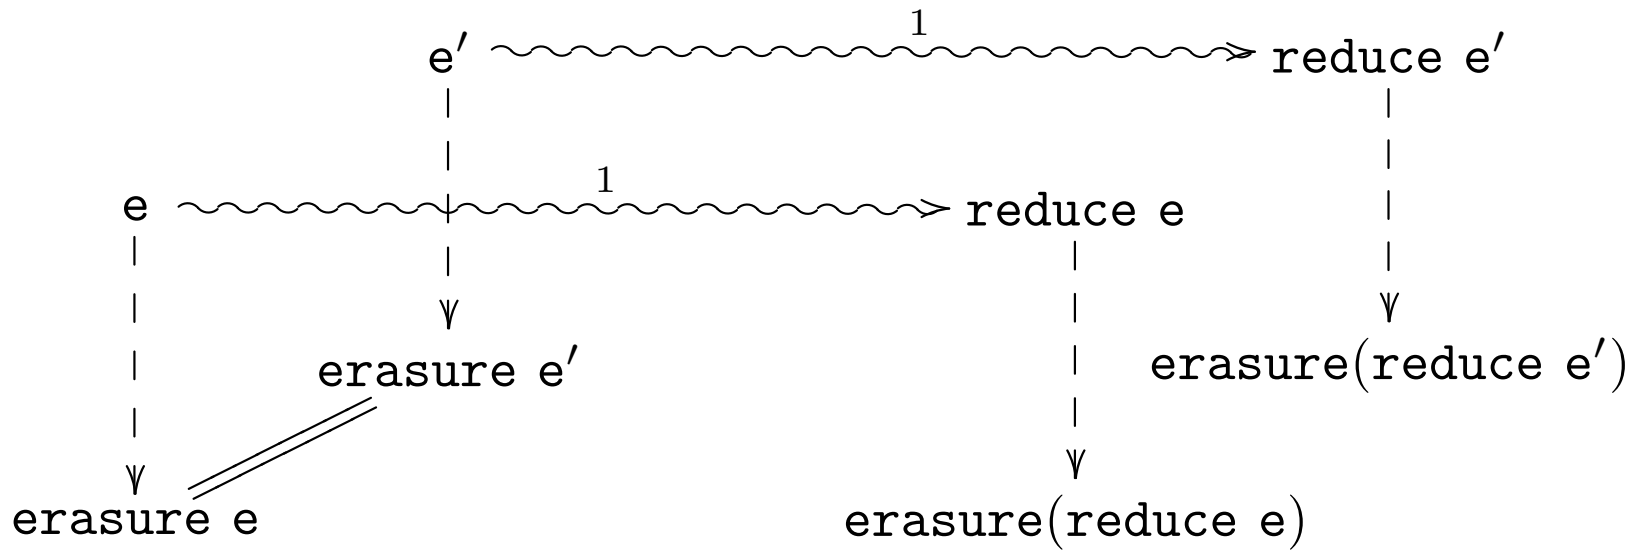 1
e′ reduce e′
1
e reduce e
erasure e′ erasure(reduce e′)
erasure e erasure(reduce e)